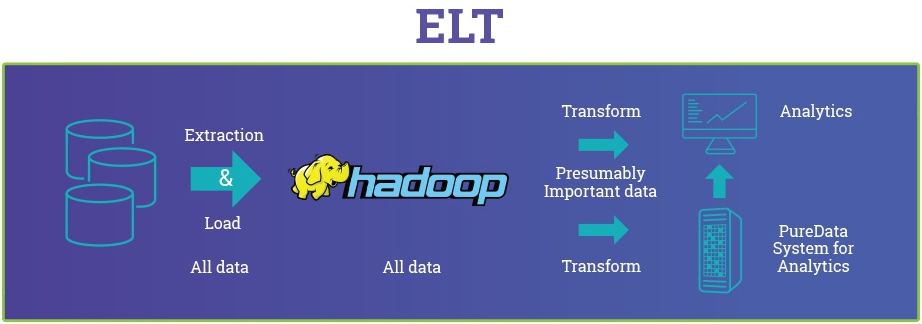 ELT
Extraction
&
Load
All data
hadoop
All data
Transform
Presumably
Important data
Transform
Analytics
PureData
System for
Analytics